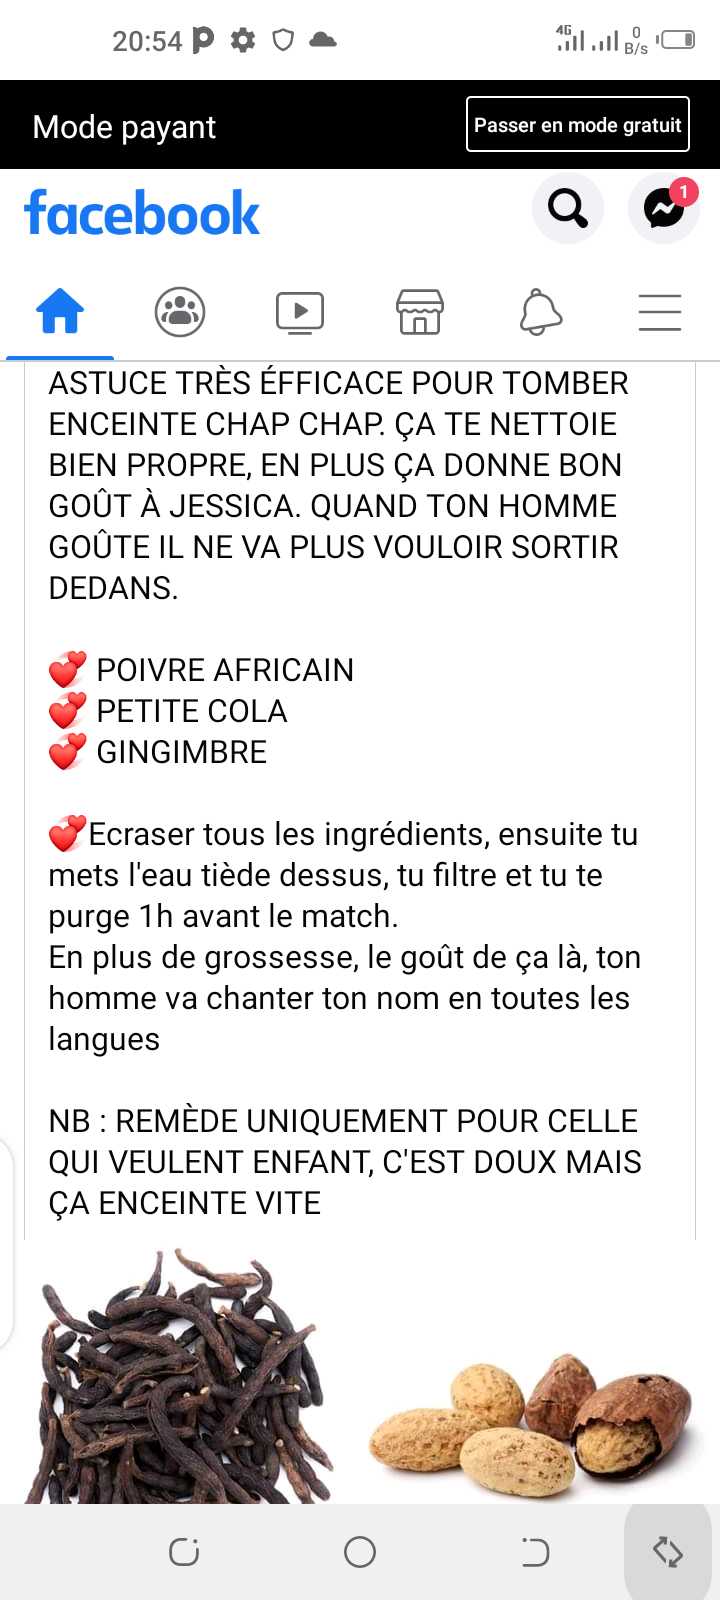 20:54
4G
0
B/s
Mode payant
Passer en mode gratuit
facebook
1
ASTUCE TRÈS ÉFFICACE POUR TOMBER
ENCEINTE CHAP CHAP. ÇA TE NETTOIE
BIEN PROPRE, EN PLUS ÇA DONNE BON
GOÛT À JESSICA. QUAND TON HOMME
GOÛTE IL NE VA PLUS VOULOIR SORTIR
DEDANS.
💞 POIVRE AFRICAIN
💞 PETITE COLA
💞 GINGIMBRE
💞Ecraser tous les ingrédients, ensuite tu
mets l'eau tiède dessus, tu filtre et tu te
purge 1h avant le match.
En plus de grossesse, le goût de ça là, ton
homme va chanter ton nom en toutes les
langues
NB : REMÈDE UNIQUEMENT POUR CELLE
QUI VEULENT ENFANT, C'EST DOUX MAIS
ÇA ENCEINTE VITE